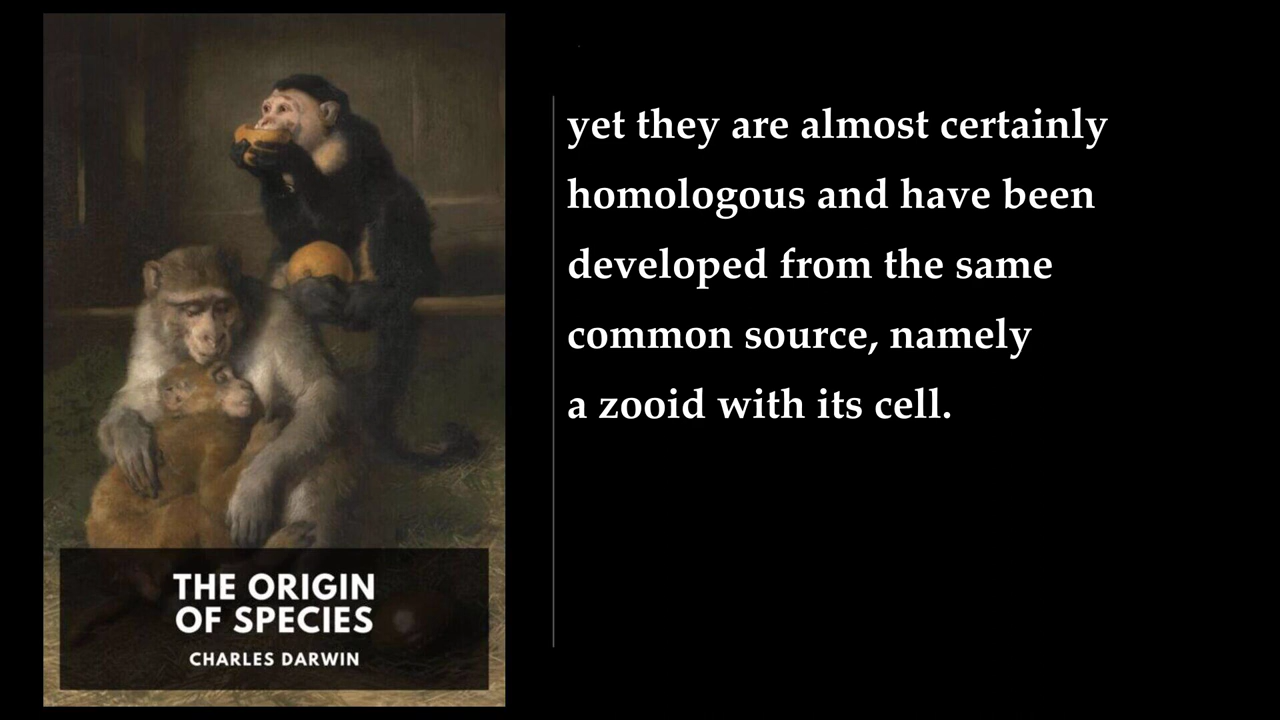 yet they are almost certainly
homologous and have been
developed from the same
common source, namely
a zooid with its cell.
THE ORIGIN
OF SPECIES
CHARLES DARWIN